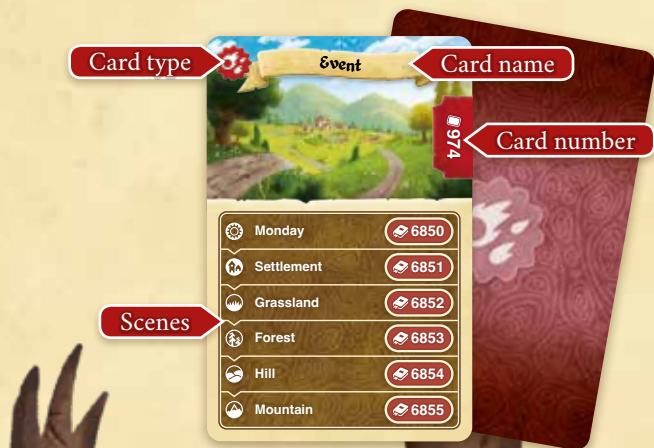 Card type
Event
Card name
974
Card number
Monday 6850
Settlement 6851
Grassland 6852
Scenes
Forest 6853
Hill 6854
Mountain 6855